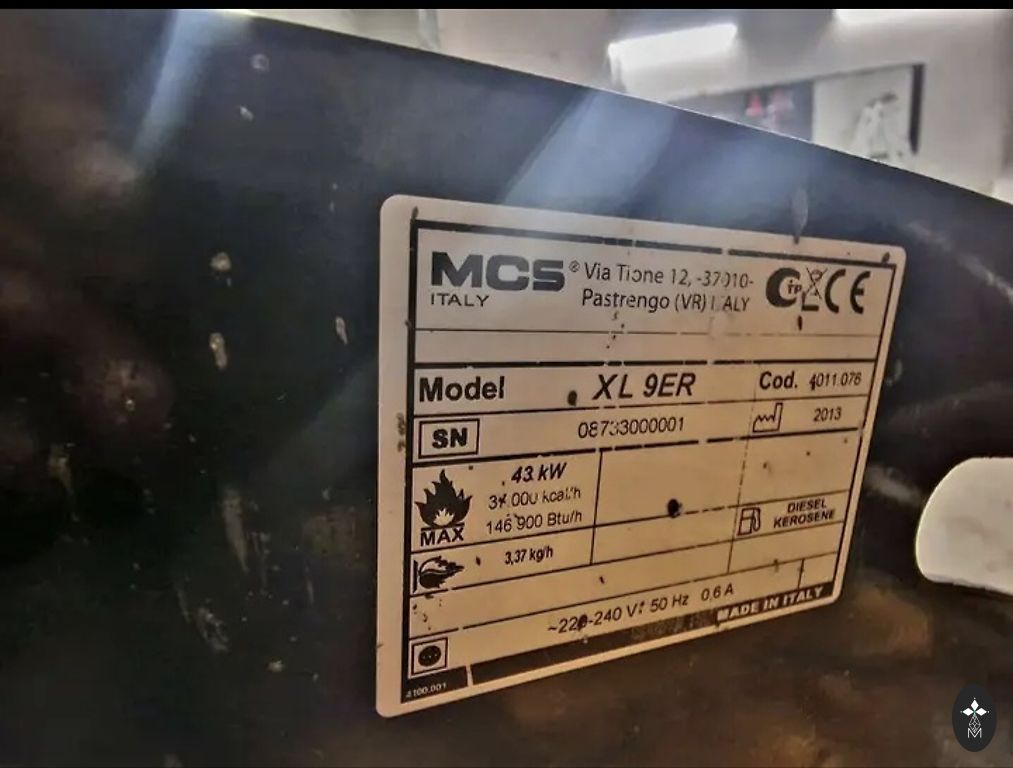 MCS® Via Tione 12, -37010-
ITALY Pastrengo (VR) ITALY
CE
Model XL 9ER Cod. 4011.076
SN 08733000001 2013
43 kW
000 kcal/h
146 900 Btu/h
MAX
DIESEL
KEROSENE
3,37 kg/h
~220-240 V 50 Hz 0,6 A
MADE IN ITALY
4100.001
M